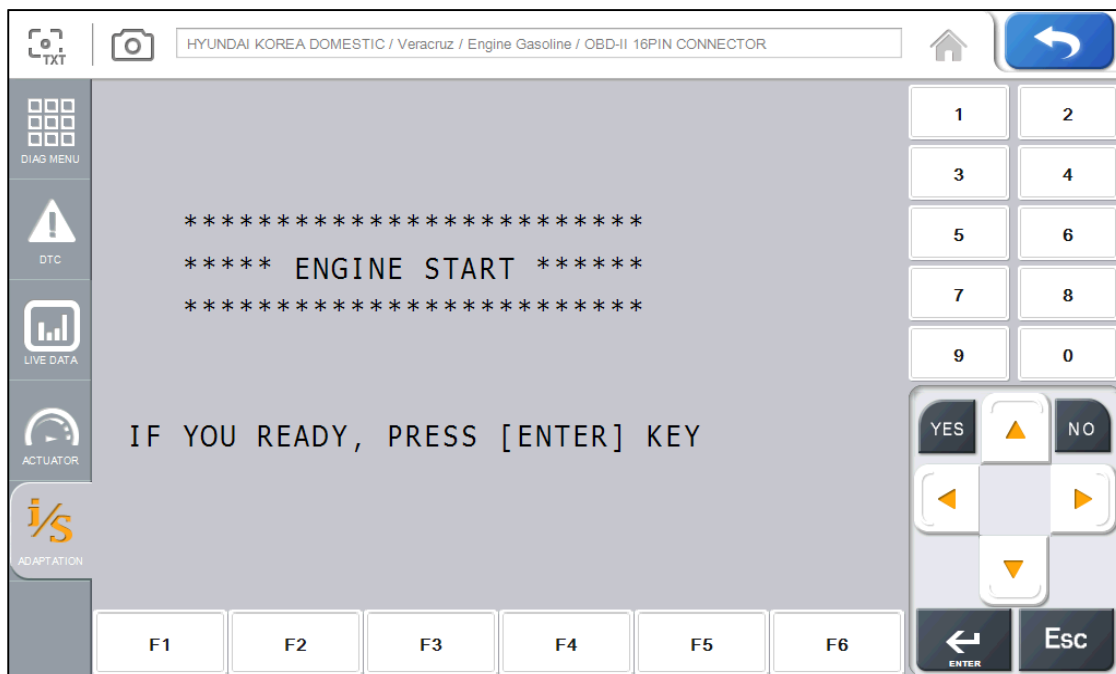 TXT
HYUNDAI KOREA DOMESTIC / Veracruz / Engine Gasoline / OBD-II 16PIN CONNECTOR
DIAG MENU
DTC
LIVE DATA
ACTUATOR
i/S
ADAPTATION
*************************
***** ENGINE START ******
*************************
IF YOU READY, PRESS [ENTER] KEY
1 2
3 4
5 6
7 8
9 0
YES NO
ENTER Esc
F1 F2 F3 F4 F5 F6